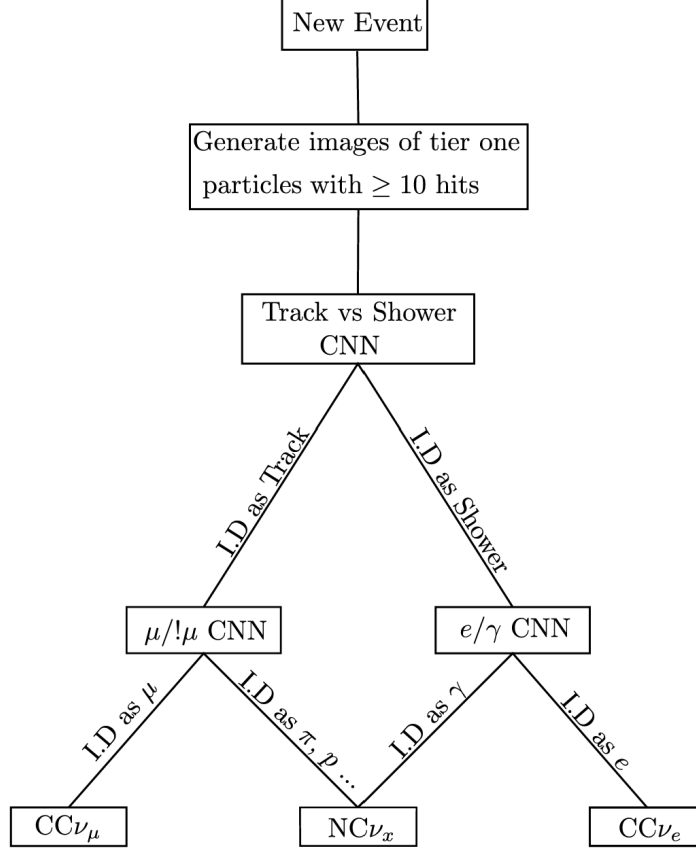 New Event
Generate images of tier one
particles with ≥ 10 hits
Track vs Shower
CNN
I.D as Track
I.D as Shower
μ/!μ CNN
e/γ CNN
I.D as μ
I.D as π, p ...
I.D as γ
I.D as e
CCν_μ
NCν_x
CCν_e